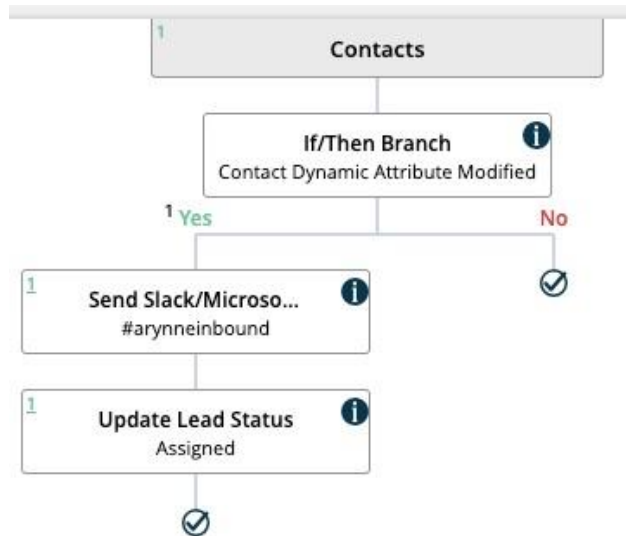 1
Contacts
If/Then Branch
Contact Dynamic Attribute Modified
1 Yes
No
1
Send Slack/Microso...
#arynneinbound
1
Update Lead Status
Assigned